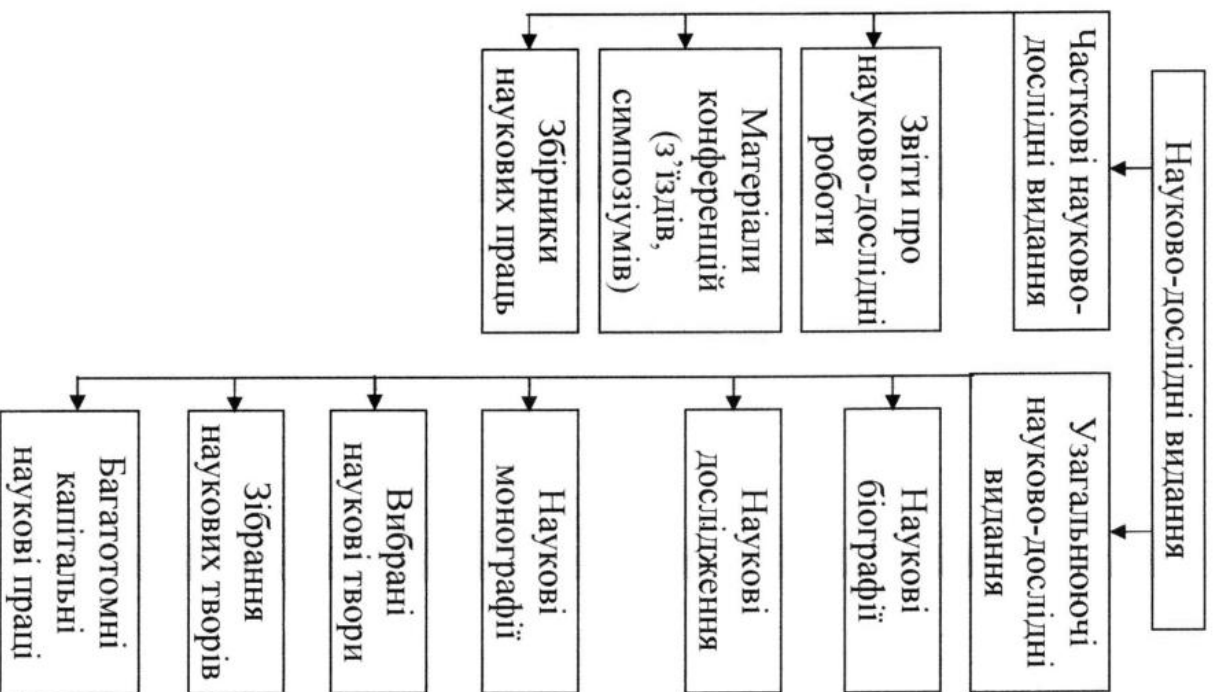 Науково-дослідні видання
Часткові науково-
дослідні видання
Звіти про
науково-дослідні
роботи
Матеріали
конференцій
(з’їздів,
симпозіумів)
Збірники
наукових праць
Узагальнюючі
науково-дослідні
видання
Наукові
біографії
Наукові
дослідження
Наукові
монографії
Вибрані
наукові твори
Зібрання
наукових творів
Багатотомні
капітальні
наукові праці